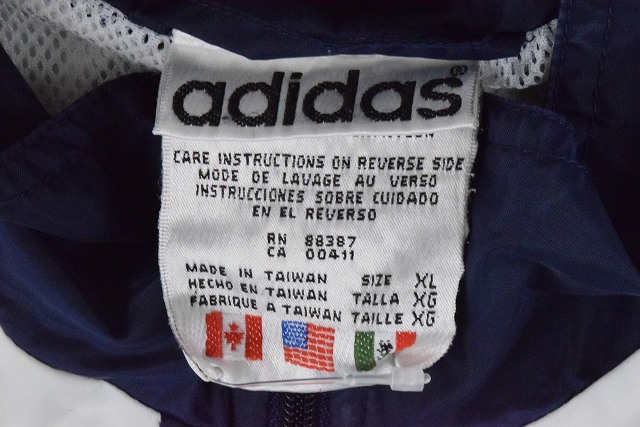 adidas®
CARE INSTRUCTIONS ON REVERSE SIDE
MODE DE LAVAGE AU VERSO
INSTRUCCIONES SOBRE CUIDADO
EN EL REVERSO
RN 88387
CA 00411
MADE IN TAIWAN SIZE XL
HECHO EN TAIWAN TALLA XG
FABRIQUE A TAIWAN TAILLE XG